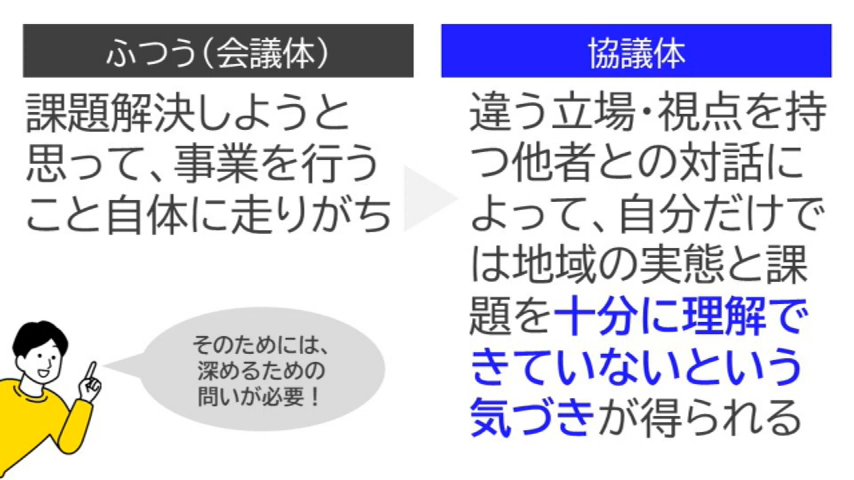 ふつう（会議体）
課題解決しようと
思って、事業を行う
こと自体に走りがち
協議体
違う立場・視点を持
つ他者との対話に
よって、自分だけで
は地域の実態と課
題を十分に理解で
きていないという
気づきが得られる
そのためには、
深めるための
問いが必要！